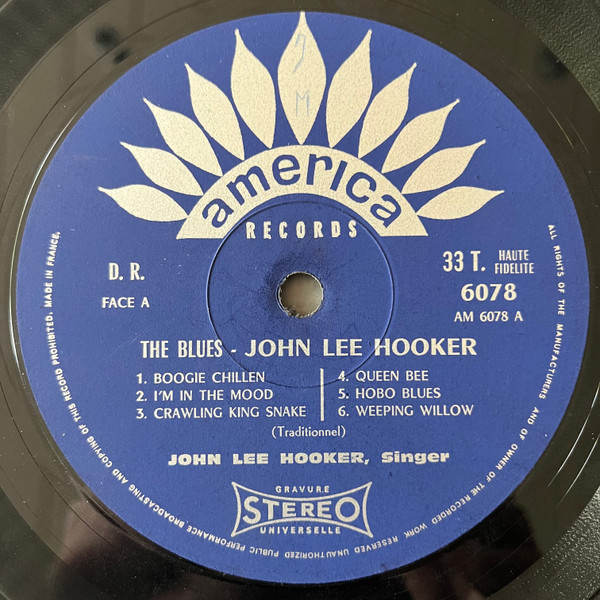 J M
america
RECORDS
D. R.
FACE A
33 T. HAUTE FIDELITE
6078
AM 6078 A
THE BLUES - JOHN LEE HOOKER
1. BOOGIE CHILLEN
2. I'M IN THE MOOD
3. CRAWLING KING SNAKE
4. QUEEN BEE
5. HOBO BLUES
6. WEEPING WILLOW
(Traditionnel)
JOHN LEE HOOKER, Singer
GRAVURE
STEREO
UNIVERSELLE
ALL RIGHTS OF THE MANUFACTURERS AND OF OWNER OF THE RECORDED WORK RESERVED UNAUTHORIZED PUBLIC PERFORMANCE BROADCASTING AND COPYING OF THIS RECORD PROHIBITED. MADE IN FRANCE.